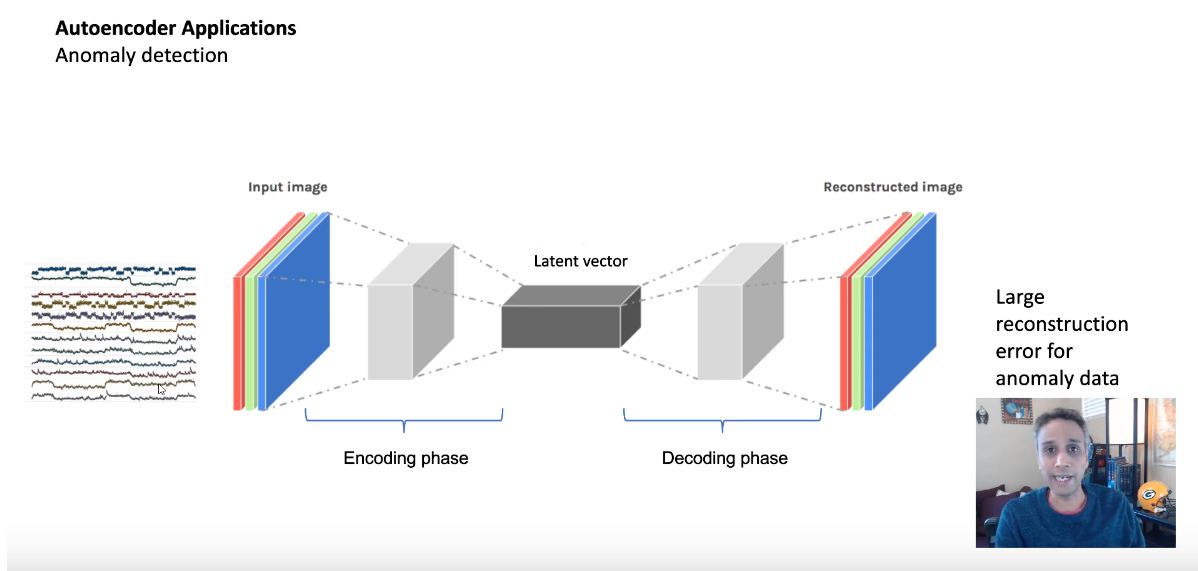 Autoencoder Applications
Anomaly detection
Input image
Reconstructed image
Latent vector
Large
reconstruction
error for
anomaly data
Encoding phase
Decoding phase
G